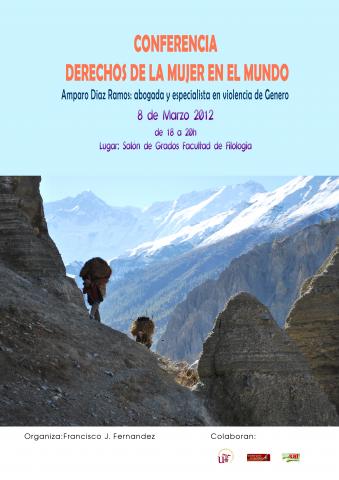 CONFERENCIA
DERECHOS DE LA MUJER EN EL MUNDO
Amparo Diaz Ramos: abogada y especialista en violencia de Genero
8 de Marzo 2012
de 18 a 20h
Lugar: Salón de Grados Facultad de Filología
Organiza:Francisco J. Fernandez
Colaboran: